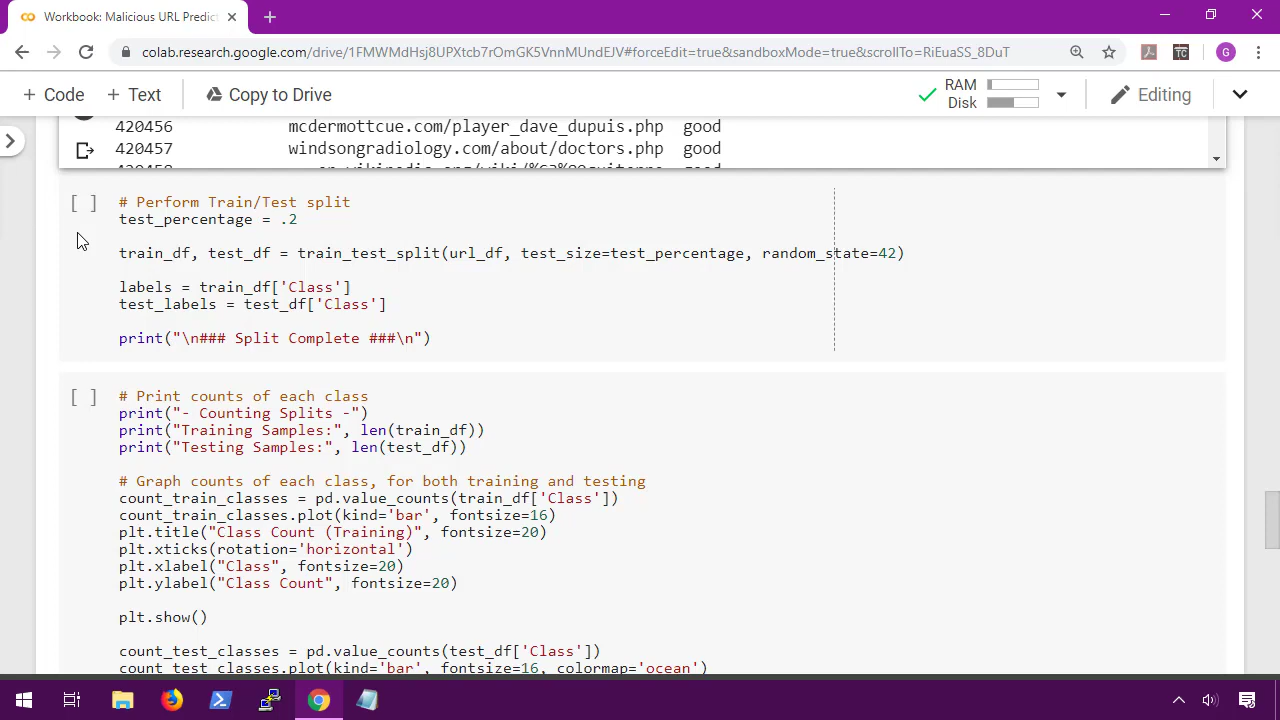 Workbook: Malicious URL Predict
colab.research.google.com/drive/1FMWMdHsj8UPXtcb7rOmGK5VnnMUndEJV#forceEdit=true&sandboxMode=true&scrollTo=RiEuaSS_8DuT
TC
G
+ Code + Text Copy to Drive
RAM
Disk
Editing
420456 mcdermottcue.com/player_dave_dupuis.php good
420457 windsongradiology.com/about/doctors.php good
[ ] # Perform Train/Test split
test_percentage = .2
train_df, test_df = train_test_split(url_df, test_size=test_percentage, random_state=42)
labels = train_df['Class']
test_labels = test_df['Class']
print("\n### Split Complete ###\n")
[ ] # Print counts of each class
print("- Counting Splits -")
print("Training Samples:", len(train_df))
print("Testing Samples:", len(test_df))
# Graph counts of each class, for both training and testing
count_train_classes = pd.value_counts(train_df['Class'])
count_train_classes.plot(kind='bar', fontsize=16)
plt.title("Class Count (Training)", fontsize=20)
plt.xticks(rotation='horizontal')
plt.xlabel("Class", fontsize=20)
plt.ylabel("Class Count", fontsize=20)
plt.show()
count_test_classes = pd.value_counts(test_df['Class'])
count_test_classes.plot(kind='bar', fontsize=16, colormap='ocean')